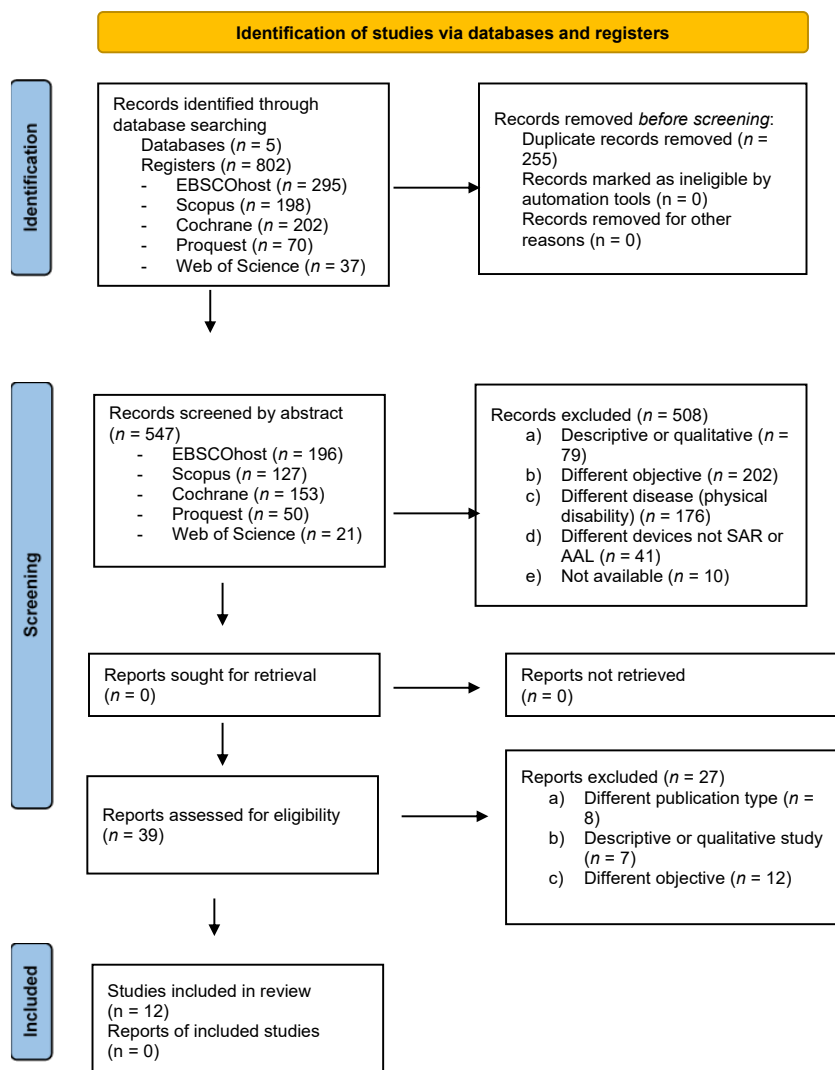 Identification of studies via databases and registers
Identification
Records identified through
database searching
Databases (n = 5)
Registers (n = 802)
- EBSCOhost (n = 295)
- Scopus (n = 198)
- Cochrane (n = 202)
- Proquest (n = 70)
- Web of Science (n = 37)
Records removed before screening:
Duplicate records removed (n =
255)
Records marked as ineligible by
automation tools (n = 0)
Records removed for other
reasons (n = 0)
Screening
Records screened by abstract
(n = 547)
- EBSCOhost (n = 196)
- Scopus (n = 127)
- Cochrane (n = 153)
- Proquest (n = 50)
- Web of Science (n = 21)
Records excluded (n = 508)
a) Descriptive or qualitative (n =
79)
b) Different objective (n = 202)
c) Different disease (physical
disability) (n = 176)
d) Different devices not SAR or
AAL (n = 41)
e) Not available (n = 10)
Reports sought for retrieval
(n = 0)
Reports not retrieved
(n = 0)
Reports assessed for eligibility
(n = 39)
Reports excluded (n = 27)
a) Different publication type (n =
8)
b) Descriptive or qualitative study
(n = 7)
c) Different objective (n = 12)
Included
Studies included in review
(n = 12)
Reports of included studies
(n = 0)